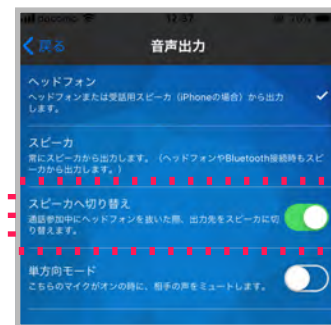 docomo 12:37
戻る 音声出力
ヘッドフォン
ヘッドフォンまたは受話用スピーカ（iPhoneの場合）から出力
します。
スピーカ
常にスピーカから出力します。（ヘッドフォンやBluetooth接続時もスピ
ーカから出力します。）
スピーカへ切り替え
通話参加中にヘッドフォンを抜いた際、出力先をスピーカに切
り替えます。
単方向モード
こちらのマイクがオンの時に、相手の声をミュートします。